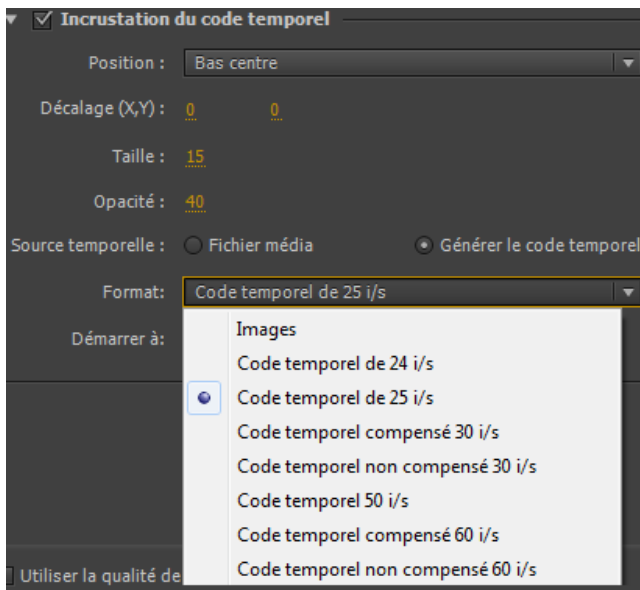 Incrustation du code temporel
Position : Bas centre
Décalage (X,Y) : 0 0
Taille : 15
Opacité : 40
Source temporelle : Fichier média Générer le code temporel
Format: Code temporel de 25 i/s
Démarrer à:
Images
Code temporel de 24 i/s
Code temporel de 25 i/s
Code temporel compensé 30 i/s
Code temporel non compensé 30 i/s
Code temporel 50 i/s
Code temporel compensé 60 i/s
Code temporel non compensé 60 i/s
Utiliser la qualité de